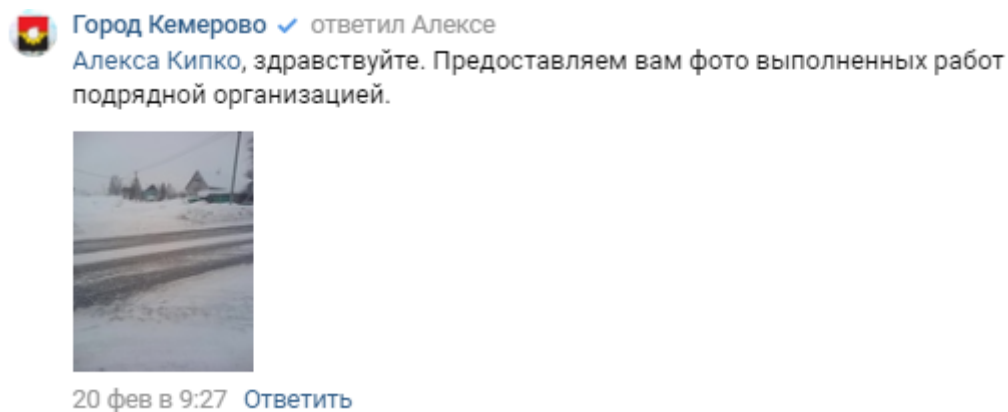 Город Кемерово ответил Алексе
Алекса Кипко, здравствуйте. Предоставляем вам фото выполненных работ
подрядной организацией.
20 фев в 9:27 Ответить